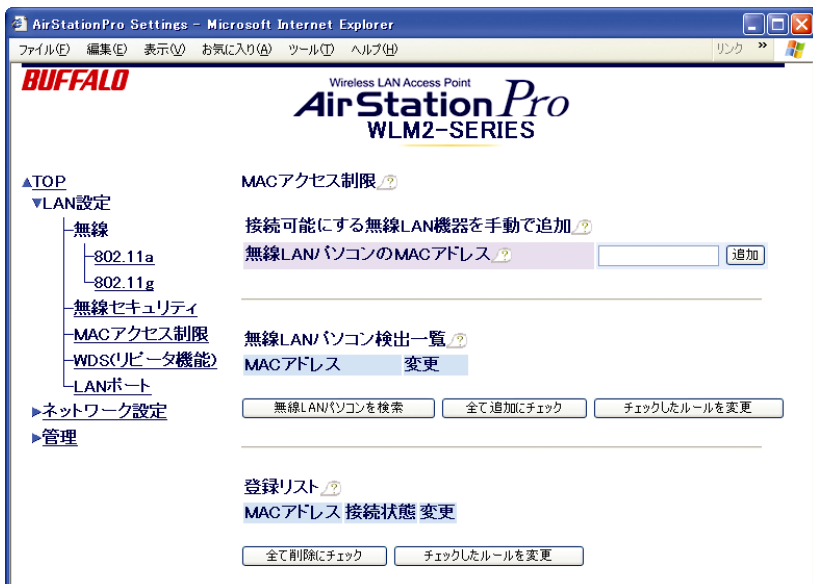 AirStationPro Settings - Microsoft Internet Explorer
ファイル(F) 編集(E) 表示(V) お気に入り(A) ツール(T) ヘルプ(H) リンク »
BUFFALO
Wireless LAN Access Point
AirStation Pro
WLM2-SERIES
▲TOP
▼LAN設定
無線
802.11a
802.11g
無線セキュリティ
MACアクセス制限
WDS(リピータ機能)
LANポート
▶ネットワーク設定
▶管理
MACアクセス制限 ?
接続可能にする無線LAN機器を手動で追加 ?
無線LANパソコンのMACアドレス ? 追加
無線LANパソコン検出一覧 ?
MACアドレス 変更
無線LANパソコンを検索 全て追加にチェック チェックしたルールを変更
登録リスト ?
MACアドレス 接続状態 変更
全て削除にチェック チェックしたルールを変更